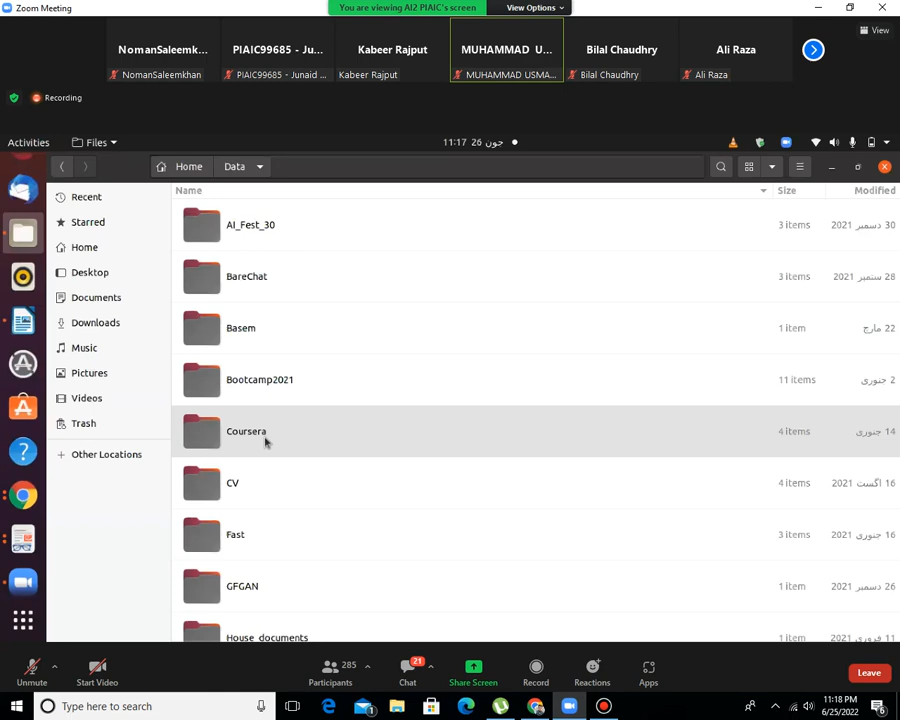 Zoom Meeting
You are viewing AI2 PIAIC's screen
View Options
NomanSaleemk...
PIAIC99685 - Ju...
Kabeer Rajput
MUHAMMAD U...
Bilal Chaudhry
Ali Raza
View
NomanSaleemkhan
PIAIC99685 - Junaid ...
Kabeer Rajput
MUHAMMAD USMA...
Bilal Chaudhry
Ali Raza
Recording
Activities
Files
26 جون 11:17
Home
Data
Name
Size
Modified
Recent
Starred
Home
Desktop
Documents
Downloads
Music
Pictures
Videos
Trash
Other Locations
AI_Fest_30
3 items
30 دسمبر 2021
BareChat
3 items
28 ستمبر 2021
Basem
1 item
22 مارچ
Bootcamp2021
11 items
2 جنوری
Coursera
4 items
14 جنوری
CV
4 items
16 اگست 2021
Fast
3 items
16 جنوری 2021
GFGAN
1 item
26 دسمبر 2021
House_documents
1 item
11 فروری 2021
Unmute
Start Video
285
Participants
21
Chat
Share Screen
Record
Reactions
Apps
Leave
Type here to search
1
11:18 PM
6/25/2022
6